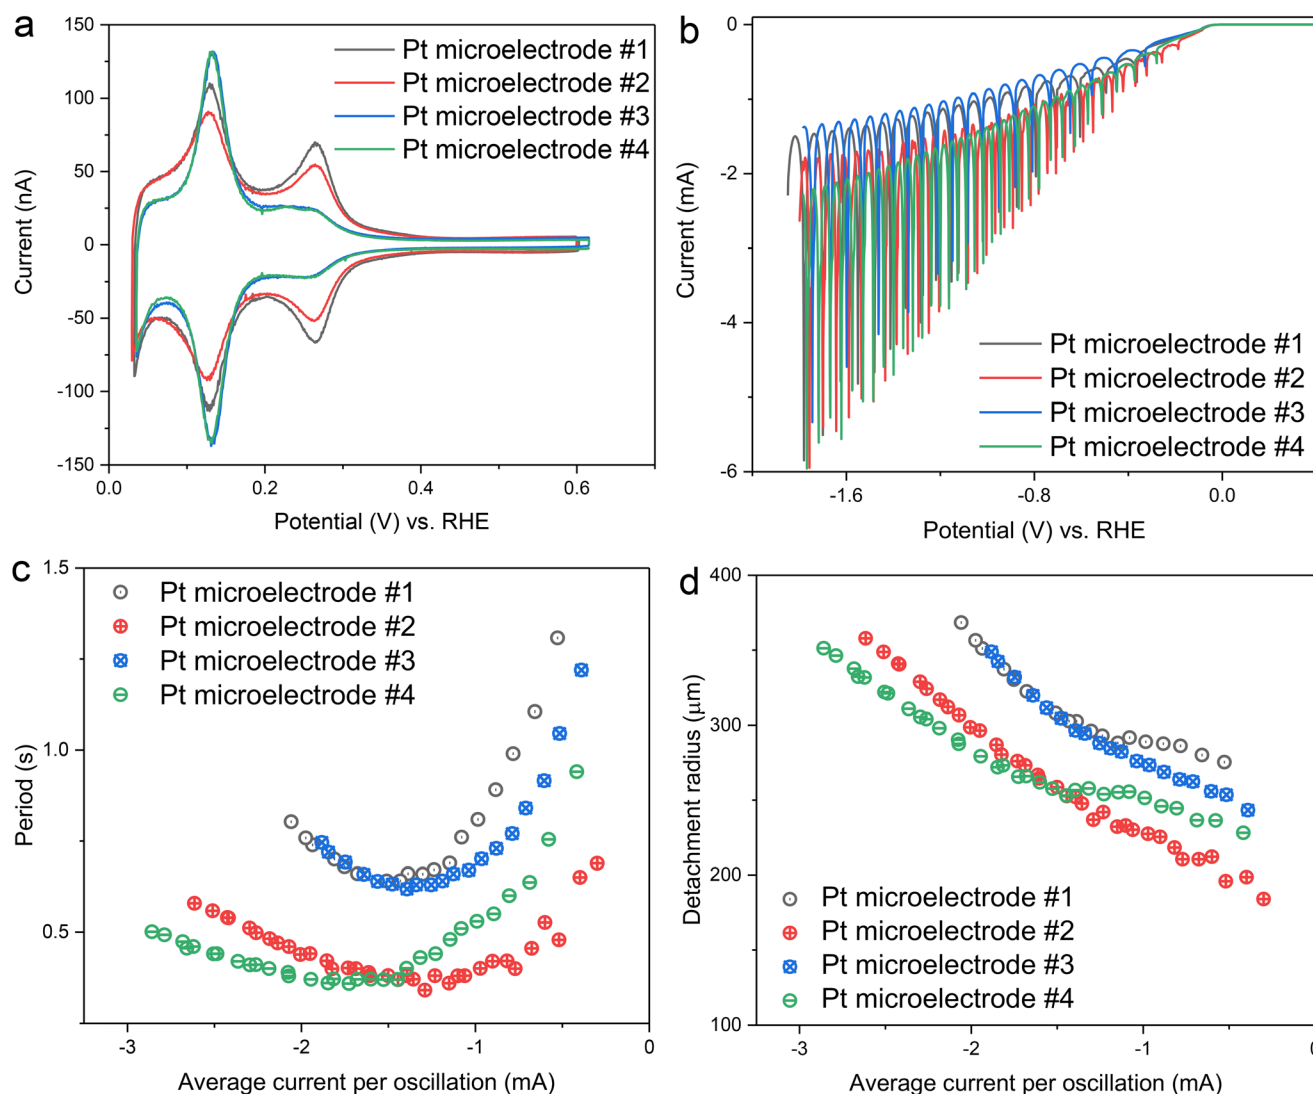 a
150
100
50
0
-50
-100
-150
Current (nA)
Pt microelectrode #1
Pt microelectrode #2
Pt microelectrode #3
Pt microelectrode #4
0.0
0.2
0.4
0.6
Potential (V) vs. RHE
b
0
-2
-4
-6
Current (mA)
Pt microelectrode #1
Pt microelectrode #2
Pt microelectrode #3
Pt microelectrode #4
-1.6
-0.8
0.0
Potential (V) vs. RHE
c
1.5
1.0
0.5
Period (s)
Pt microelectrode #1
Pt microelectrode #2
Pt microelectrode #3
Pt microelectrode #4
-3
-2
-1
0
Average current per oscillation (mA)
d
400
300
200
100
Detachment radius (μm)
Pt microelectrode #1
Pt microelectrode #2
Pt microelectrode #3
Pt microelectrode #4
-3
-2
-1
Average current per oscillation (mA)